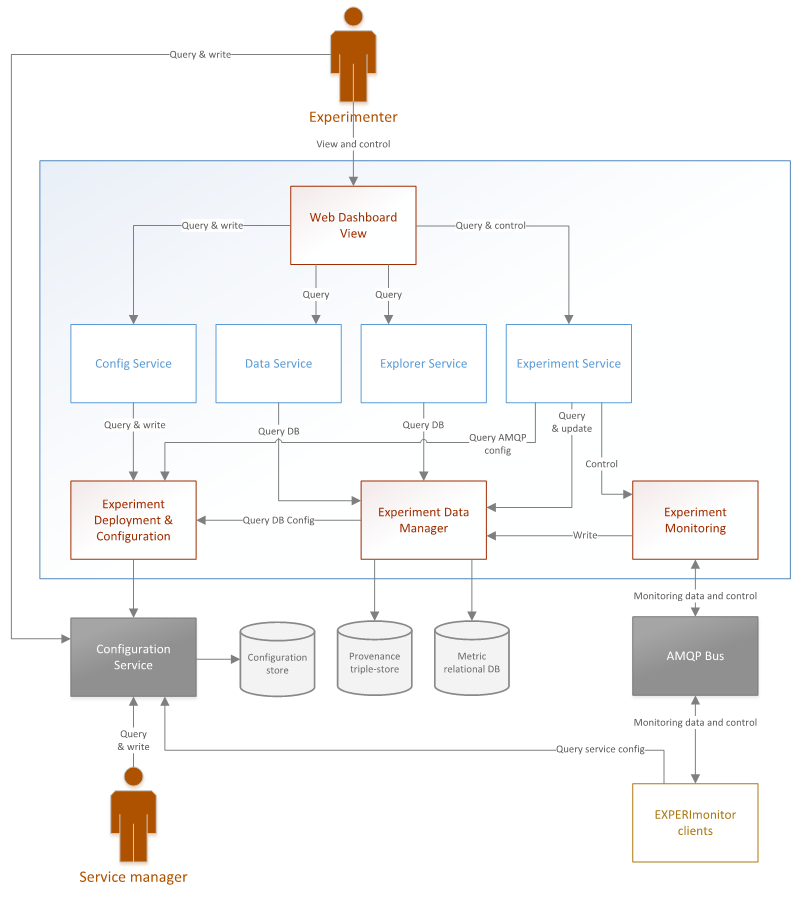 Query & write
Experimenter
View and control
Web Dashboard
View
Query & write
Query & control
Query
Query
Config Service
Data Service
Explorer Service
Experiment Service
Query & write
Query DB
Query DB
Query AMQP
config
Query
& update
Control
Experiment
Deployment &
Configuration
Query DB Config
Experiment Data
Manager
Write
Experiment
Monitoring
Monitoring data and control
Configuration
Service
Configuration
store
Provenance
triple-store
Metric
relational DB
AMQP Bus
Monitoring data and control
Query
& write
Query service config
EXPERImonitor
clients
Service manager